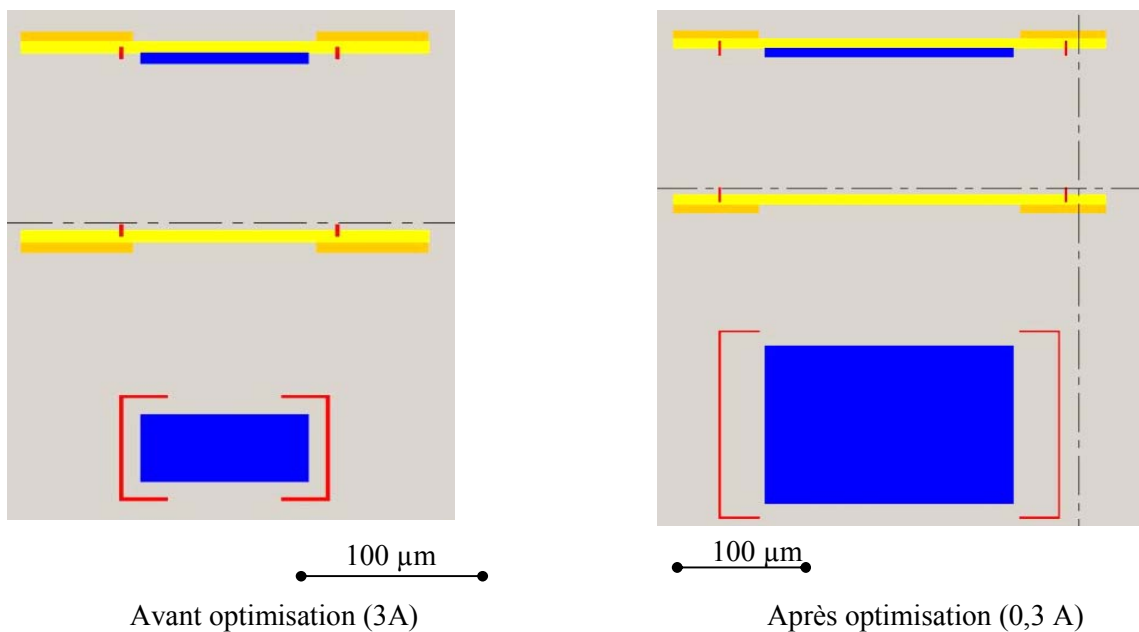 100 µm
100 µm
Avant optimisation (3A)
Après optimisation (0,3 A)